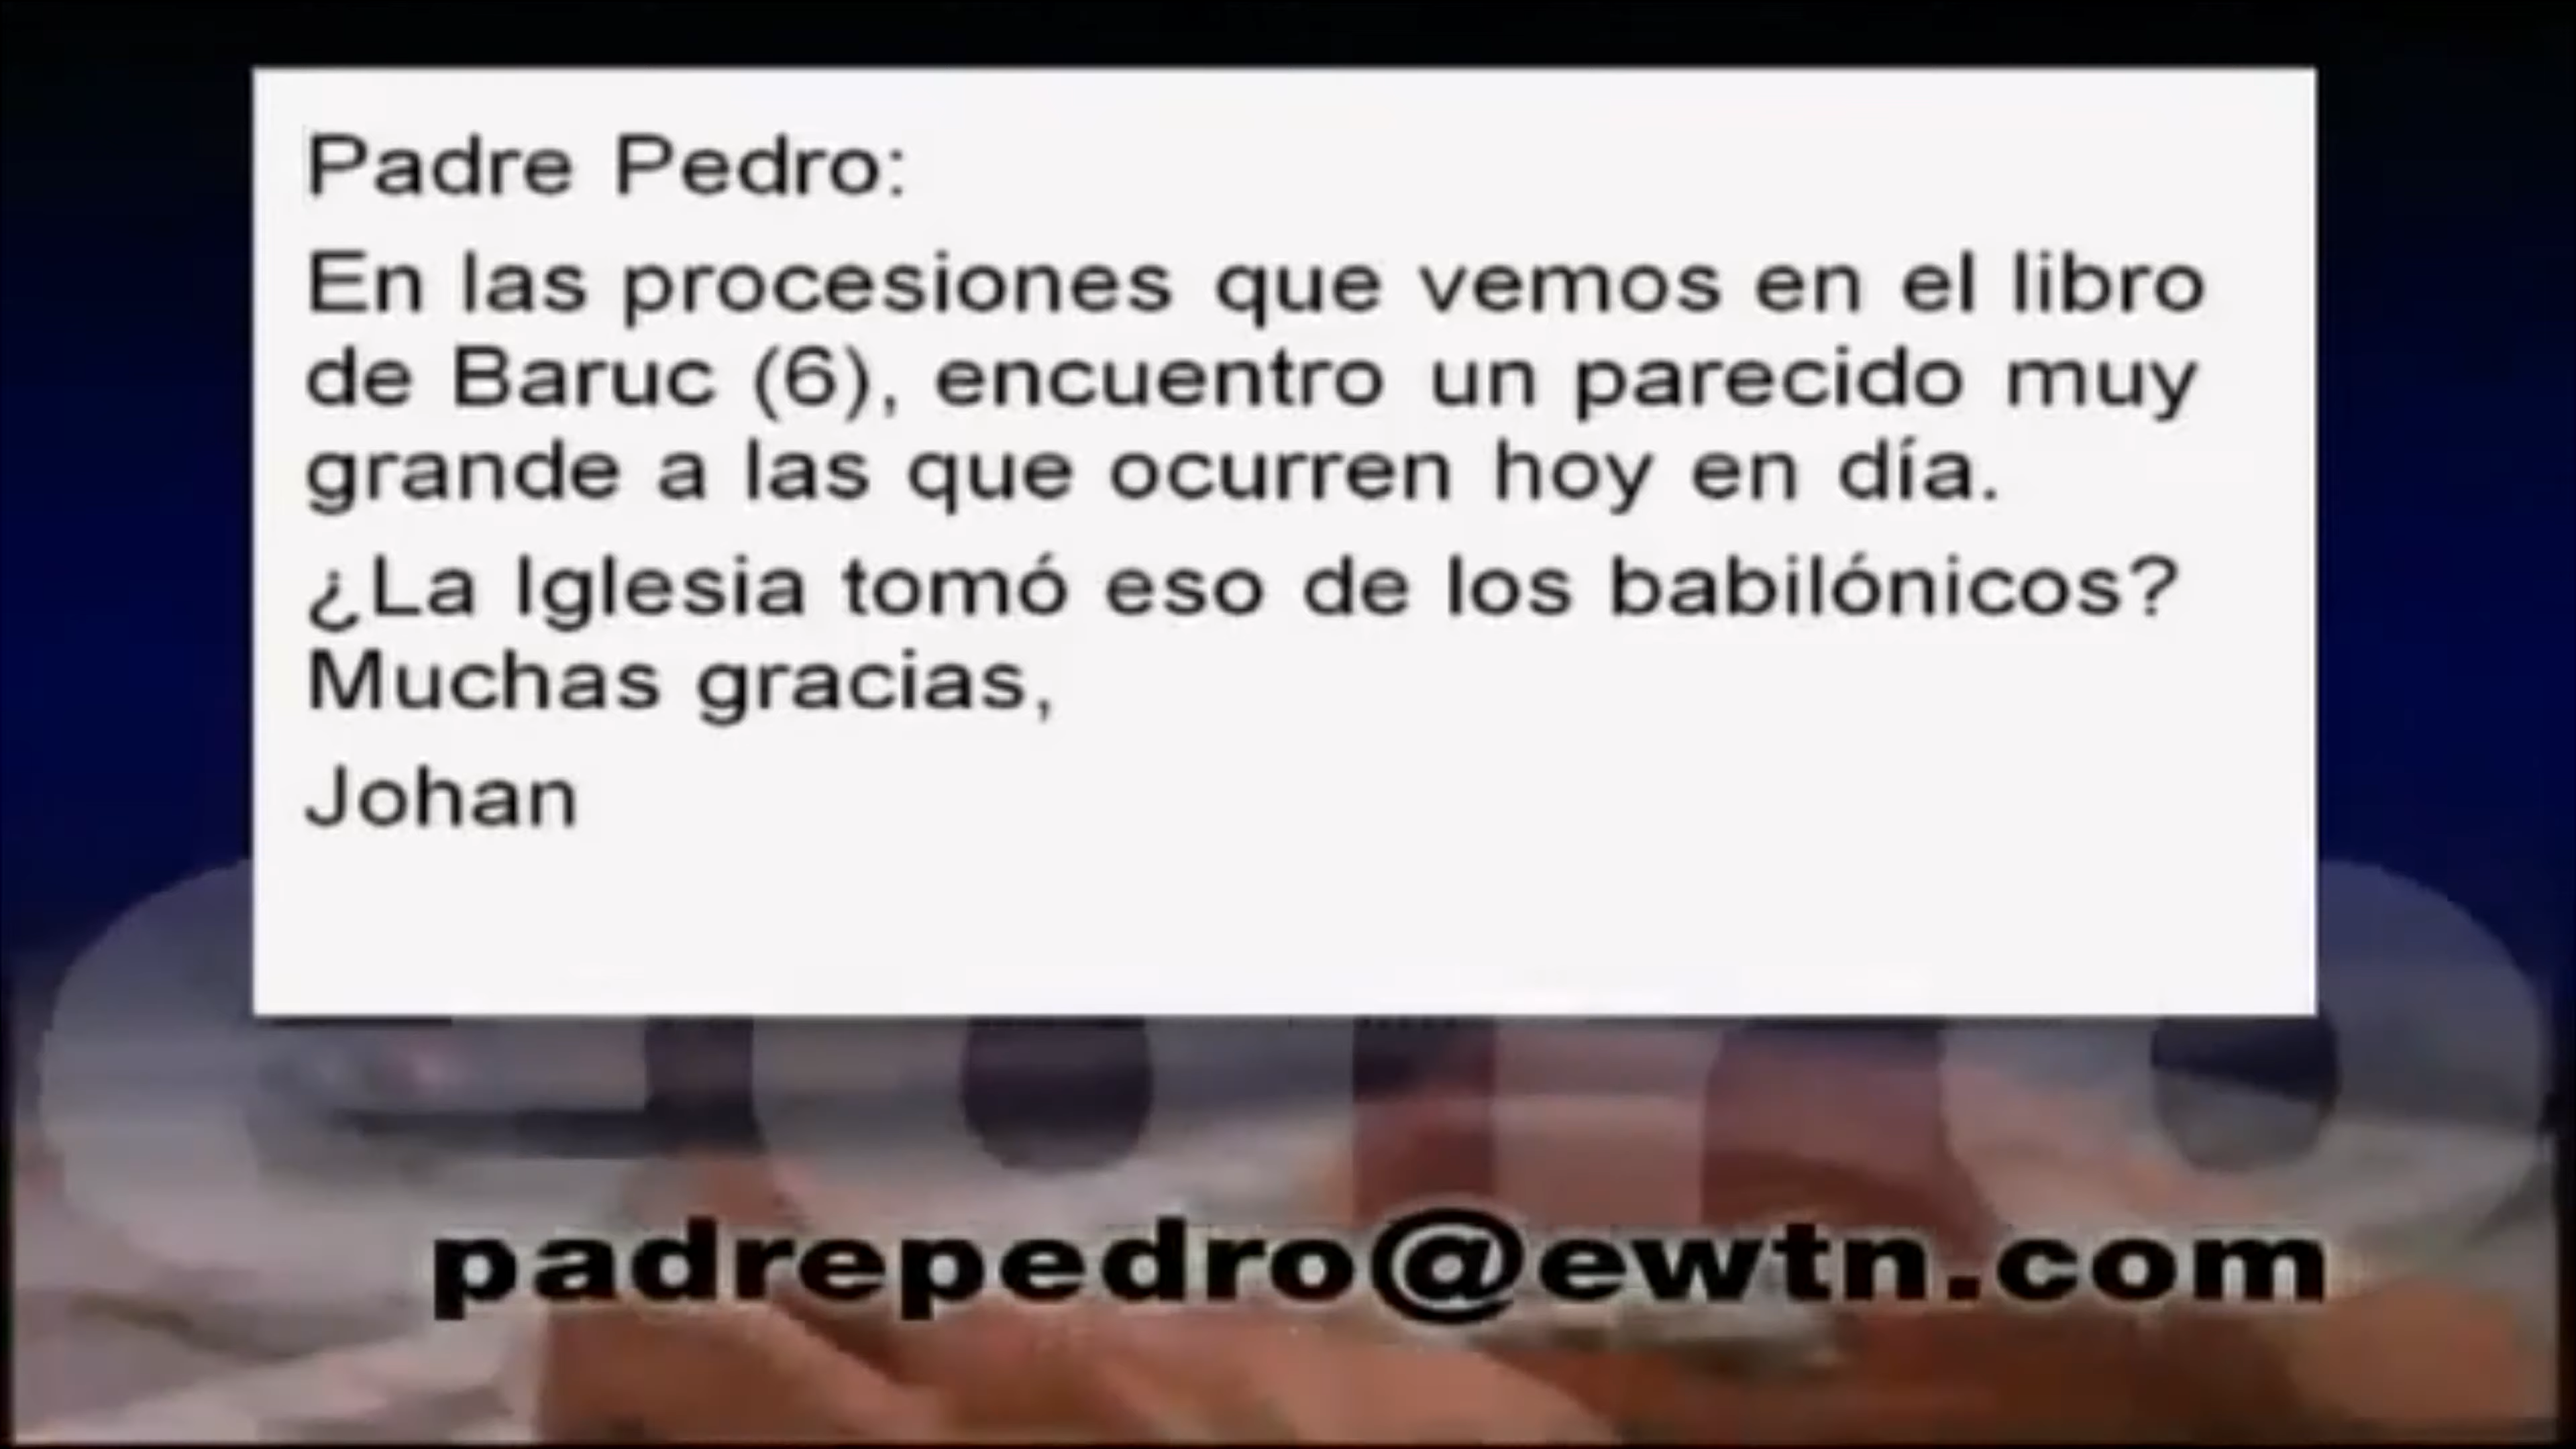 Padre Pedro:
En las procesiones que vemos en el libro
de Baruc (6), encuentro un parecido muy
grande a las que ocurren hoy en día.
¿La Iglesia tomó eso de los babilónicos?
Muchas gracias,
Johan
padrepedro@ewtn.com